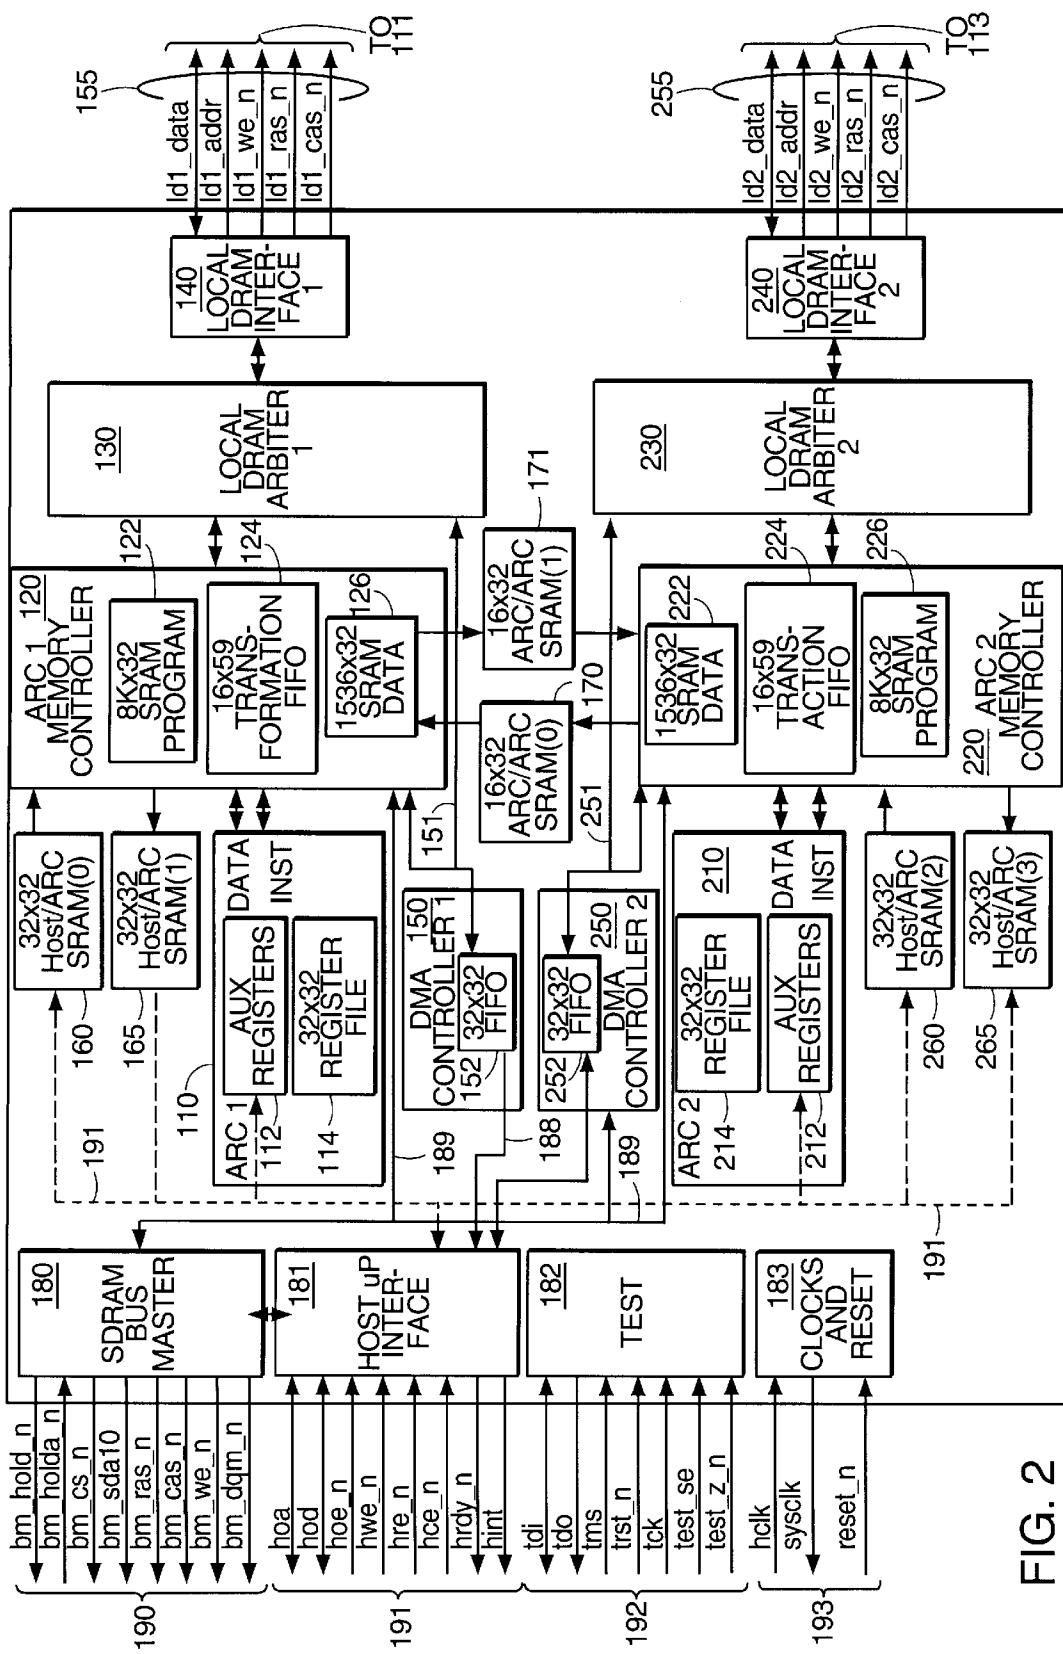 bm_hold_n
bm_holda_n
bm_cs_n
bm_sda10
bm_ras_n
bm_cas_n
bm_we_n
bm_dqm_n
190
hoa
hod
hoe_n
hwe_n
hre_n
hce_n
hrdy_n
hint
191
tdi
tdo
tms
trst_n
tck
test_se
test_z_n
192
hclk
sysclk
reset_n
193
180
SDRAM
BUS
MASTER
181
HOST uP
INTER-
FACE
182
TEST
183
CLOCKS
AND
RESET
191
189
188
189
191
160
32x32
Host/ARC
SRAM(0)
165
32x32
Host/ARC
SRAM(1)
110
ARC 1
112
AUX
REGISTERS
114
32x32
REGISTER
FILE
DATA
INST
DMA 150
CONTROLLER 1
152
32x32
FIFO
252
32x32
FIFO
250
DMA
CONTROLLER 2
ARC 2
210
214
32x32
REGISTER
FILE
212
AUX
REGISTERS
DATA
INST
260
32x32
Host/ARC
SRAM(2)
265
32x32
Host/ARC
SRAM(3)
151
251
ARC 1 120
MEMORY
CONTROLLER
8Kx32
SRAM
PROGRAM
122
16x59
TRANS-
FORMATION
FIFO
124
1536x32
SRAM
DATA
126
16x32
ARC/ARC
SRAM(0)
170
16x32
ARC/ARC
SRAM(1)
171
1536x32
SRAM
DATA
222
16x59
TRANS-
ACTION
FIFO
224
8Kx32
SRAM
PROGRAM
226
220 ARC 2
MEMORY
CONTROLLER
130
LOCAL
DRAM
ARBITER
1
230
LOCAL
DRAM
ARBITER
2
140
LOCAL
DRAM
INTER-
FACE
1
240
LOCAL
DRAM
INTER-
FACE
2
155
ld1_data
ld1_addr
ld1_we_n
ld1_ras_n
ld1_cas_n
TO
111
255
ld2_data
ld2_addr
ld2_we_n
ld2_ras_n
ld2_cas_n
TO
113
FIG. 2